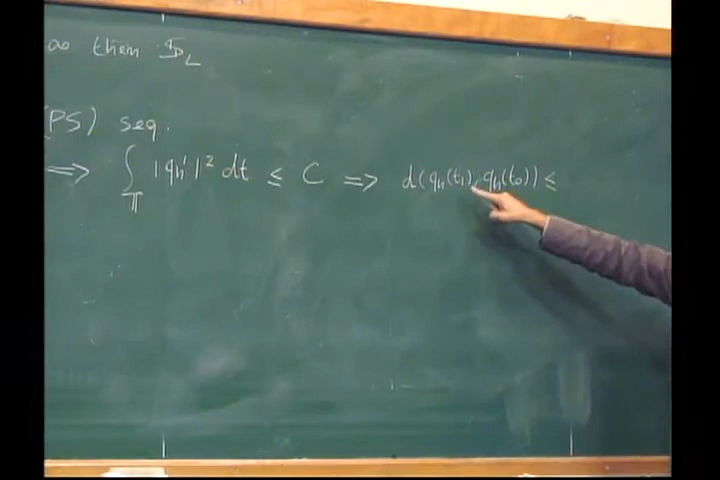 ∞ then 𝕊_L
(PS) seq.
⟹ ∫_𝕋 |q_n'|² dt ≤ C ⟹ d(q_n(t_1), q_n(t_0)) ≤